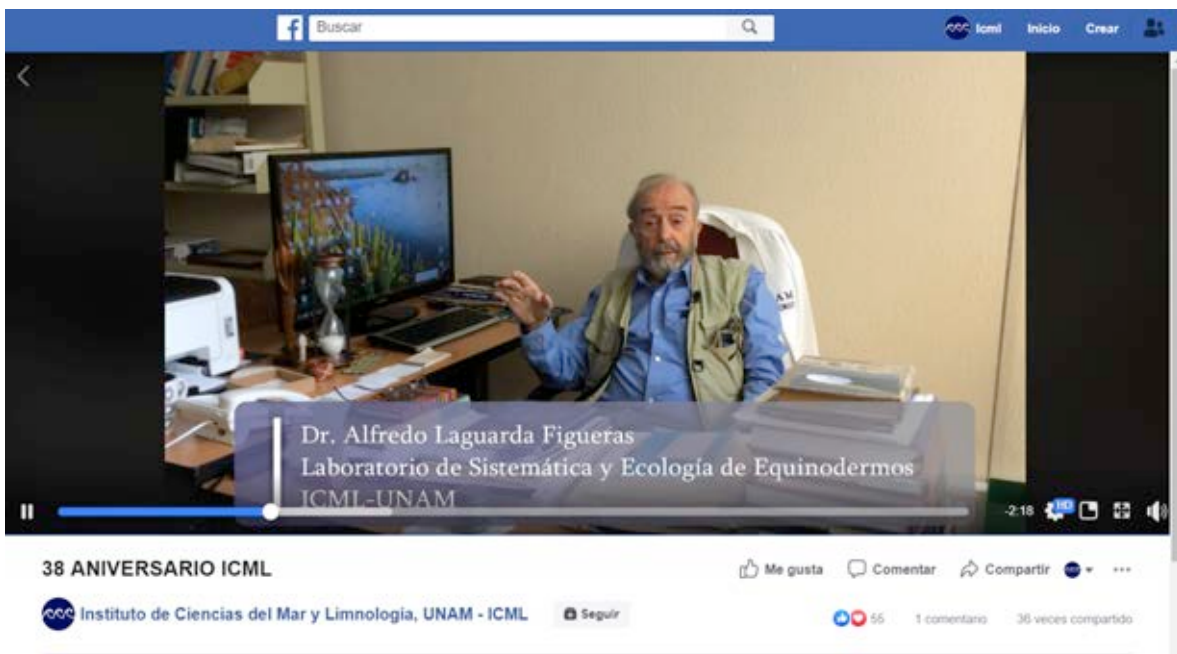 Buscar
Icml Inicio Crear
Dr. Alfredo Laguarda Figueras
Laboratorio de Sistemática y Ecología de Equinodermos
ICML-UNAM
-2:18 HD
38 ANIVERSARIO ICML
Me gusta Comentar Compartir
Instituto de Ciencias del Mar y Limnología, UNAM - ICML Seguir
55 1 comentario 36 veces compartido